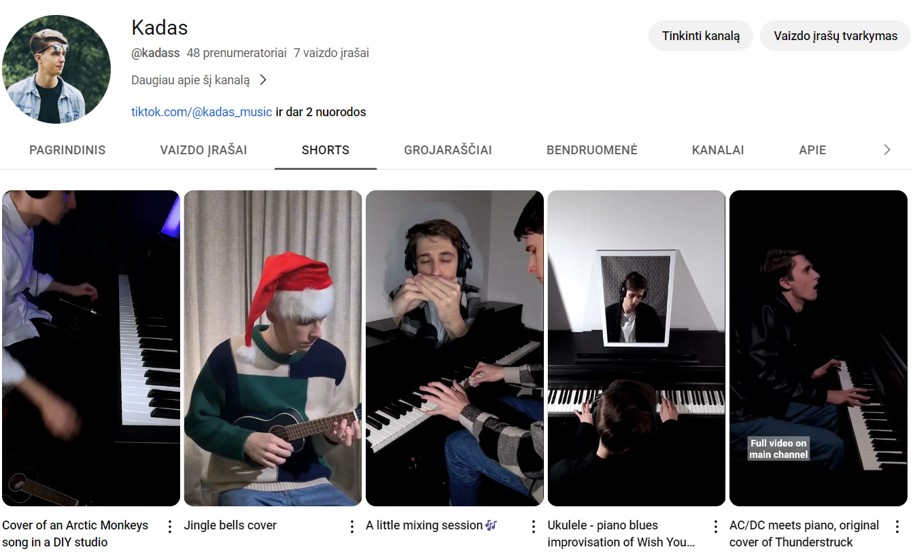 Kadas
@kadass 48 prenumeratoriai 7 vaizdo įrašai
Daugiau apie šį kanalą
tiktok.com/@kadas_music ir dar 2 nuorodos
Tinkinti kanalą
Vaizdo įrašų tvarkymas
PAGRINDINIS
VAIZDO ĮRAŠAI
SHORTS
GROJARAŠČIAI
BENDRUOMENĖ
KANALAI
APIE
Full video on
main channel
Cover of an Arctic Monkeys
song in a DIY studio
Jingle bells cover
A little mixing session🎶
Ukulele - piano blues
improvisation of Wish You...
AC/DC meets piano, original
cover of Thunderstruck